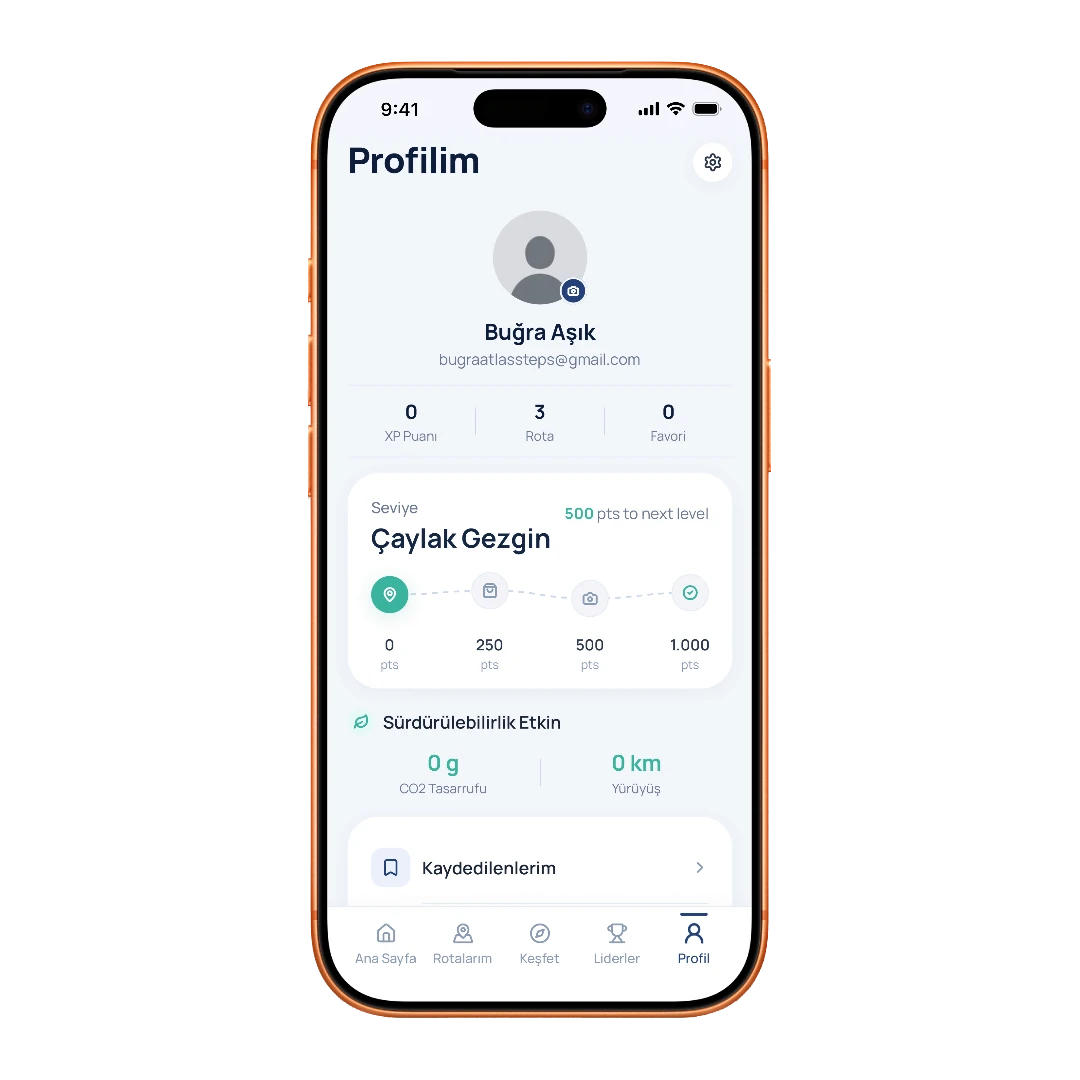 9:41
Profilim
Buğra Aşık
bugraatlassteps@gmail.com
0 3 0
XP Puanı Rota Favori
Seviye
500 pts to next level
Çaylak Gezgin
0 250 500 1.000
pts pts pts pts
Sürdürülebilirlik Etkin
0 g 0 km
CO2 Tasarrufu Yürüyüş
Kaydedilenlerim
Ana Sayfa Rotalarım Keşfet Liderler Profil